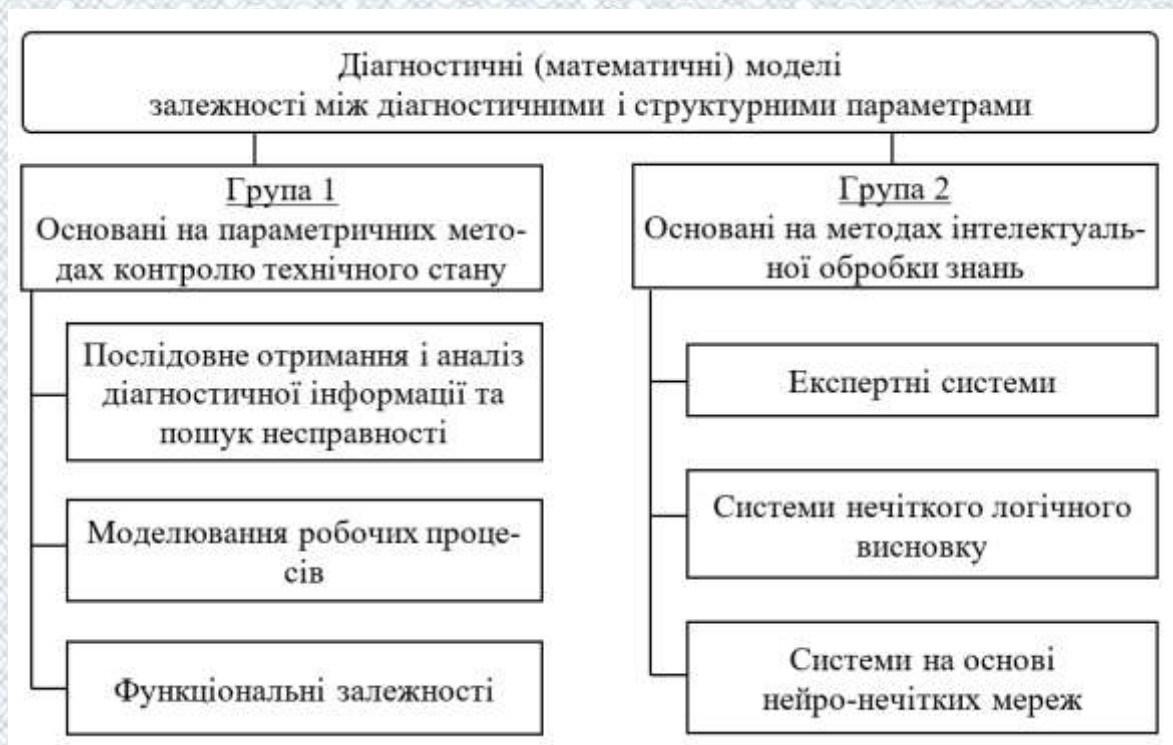 Діагностичні (математичні) моделі
залежності між діагностичними і структурними параметрами
Група 1
Основані на параметричних мето-
дах контролю технічного стану
Послідовне отримання і аналіз
діагностичної інформації та
пошук несправності
Моделювання робочих проце-
сів
Функціональні залежності
Група 2
Основані на методах інтелектуаль-
ної обробки знань
Експертні системи
Системи нечіткого логічного
висновку
Системи на основі
нейро-нечітких мереж